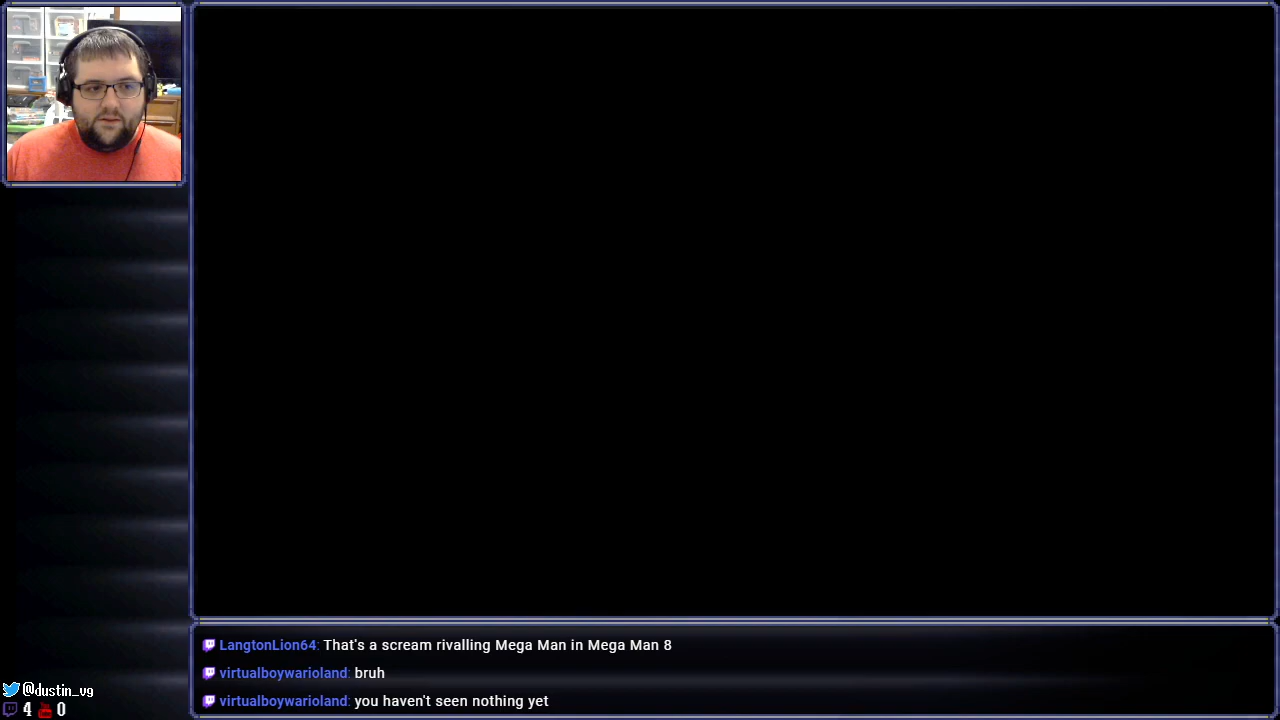 LangtonLion64: That's a scream rivalling Mega Man in Mega Man 8
virtualboywarioland: bruh
virtualboywarioland: you haven't seen nothing yet
@dustin_vg
4 0